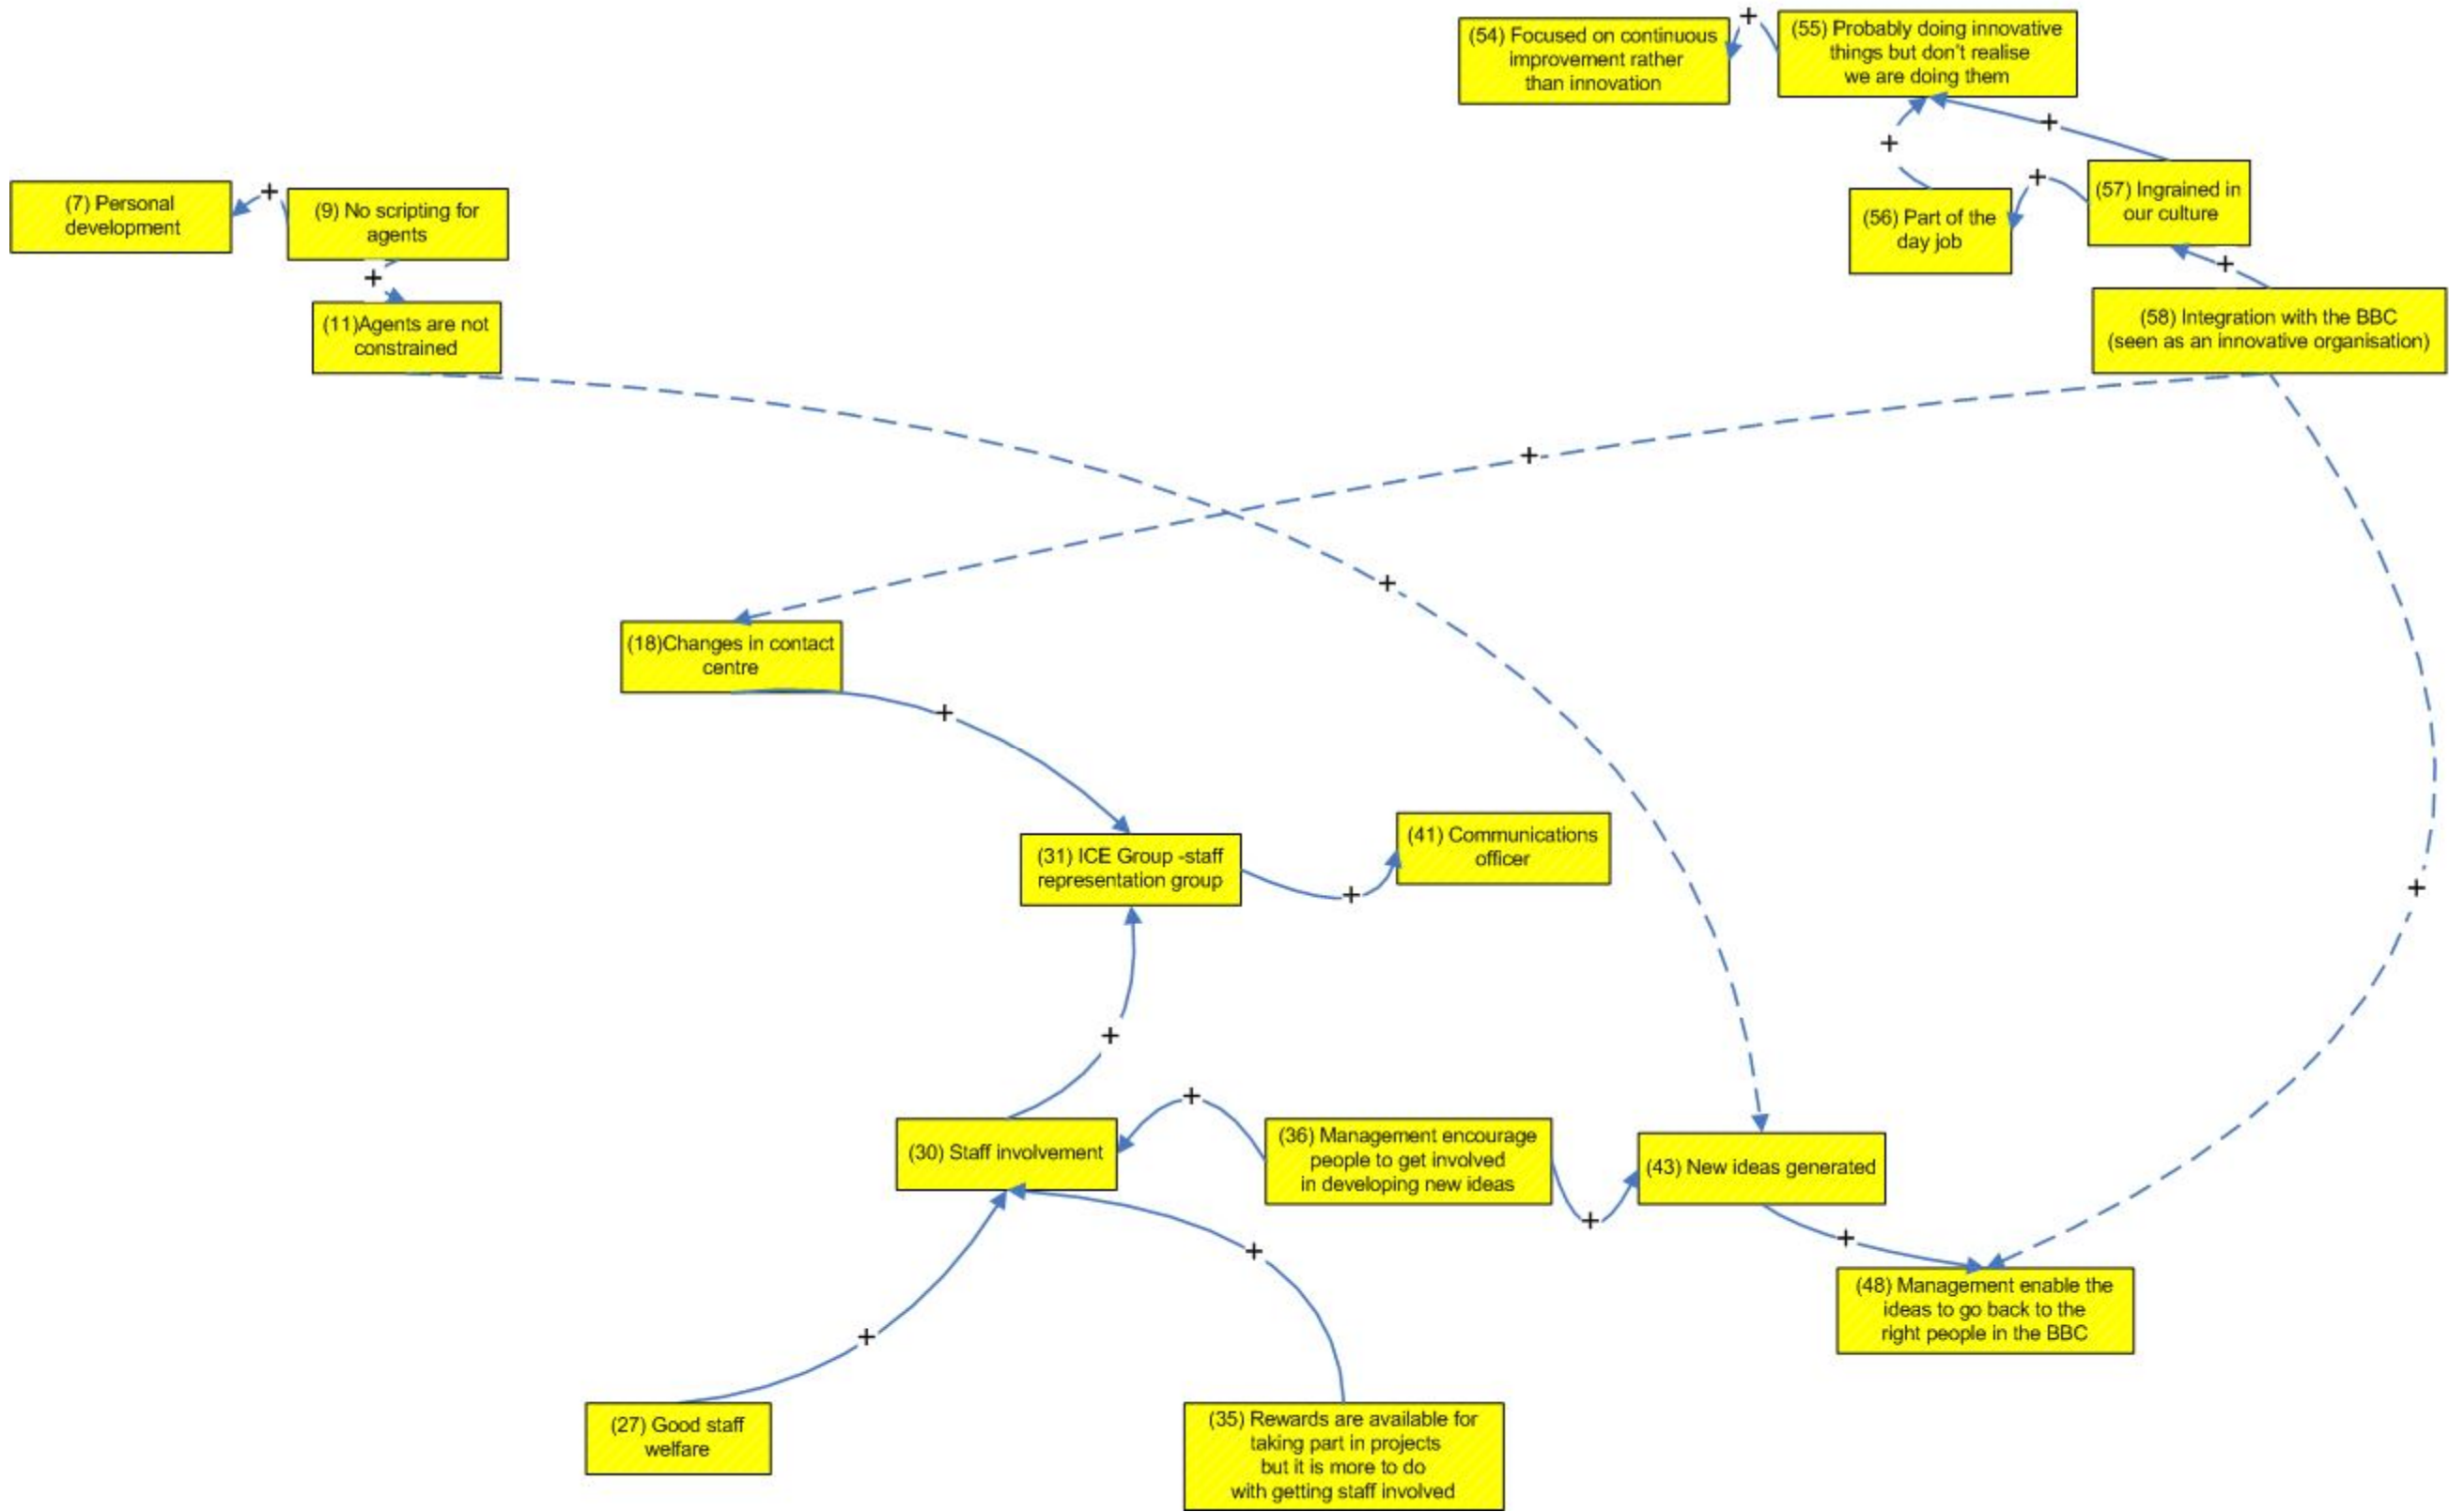 (54) Focused on continuous
improvement rather
than innovation
(55) Probably doing innovative
things but don't realise
we are doing them
+
+
+
(7) Personal
development
+
(9) No scripting for
agents
(56) Part of the
day job
+
(57) Ingrained in
our culture
+
+
(11)Agents are not
constrained
(58) Integration with the BBC
(seen as an innovative organisation)
+
+
(18)Changes in contact
centre
+
(31) ICE Group -staff
representation group
(41) Communications
officer
+
+
+
+
(30) Staff involvement
(36) Management encourage
people to get involved
in developing new ideas
(43) New ideas generated
+
+
+
(48) Management enable the
ideas to go back to the
right people in the BBC
+
(27) Good staff
welfare
(35) Rewards are available for
taking part in projects
but it is more to do
with getting staff involved